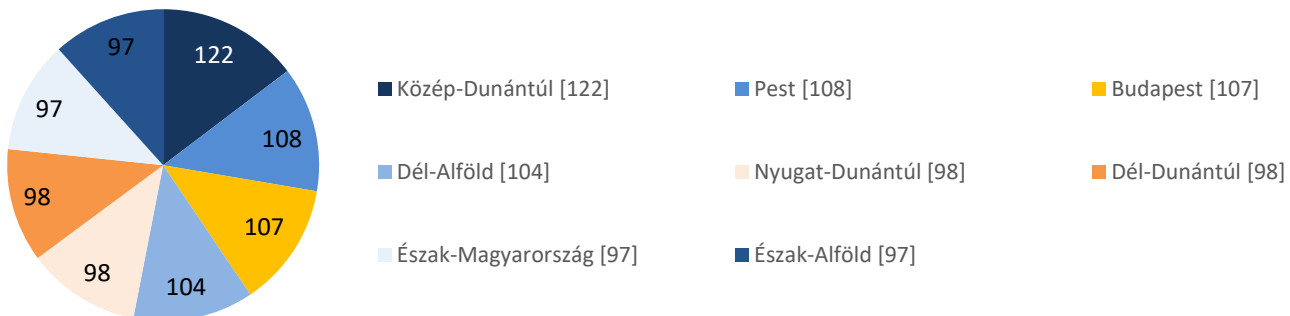 97
122
97
108
98
107
98
104
Közép-Dunántúl [122]
Pest [108]
Budapest [107]
Dél-Alföld [104]
Nyugat-Dunántúl [98]
Dél-Dunántúl [98]
Észak-Magyarország [97]
Észak-Alföld [97]